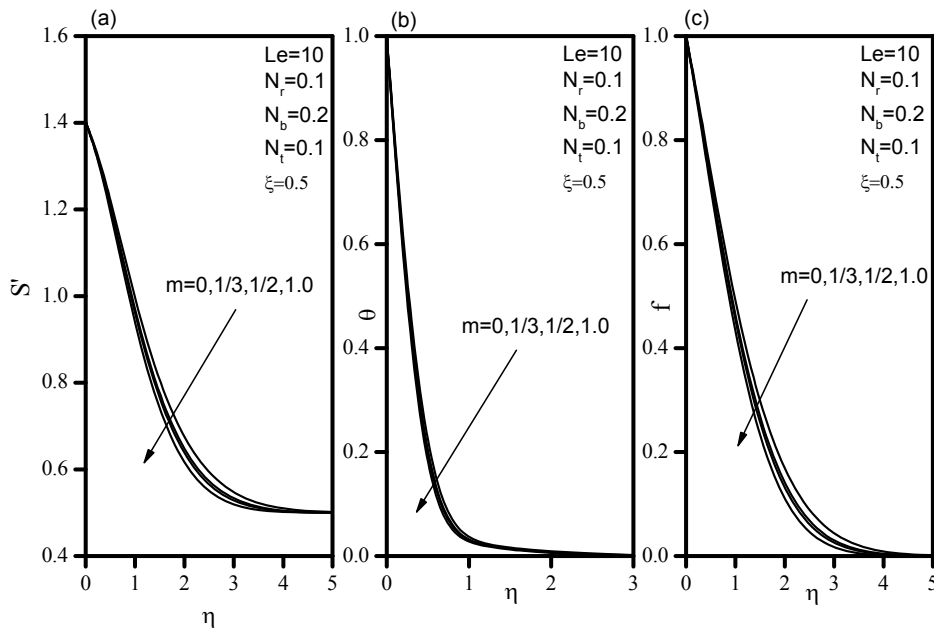 (a)
1.6
1.4
1.2
1.0
0.8
0.6
0.4
S'
Le=10
N_r=0.1
N_b=0.2
N_t=0.1
ξ=0.5
m=0,1/3,1/2,1.0
0 1 2 3 4 5
η
(b)
1.0
0.8
0.6
0.4
0.2
0.0
θ
Le=10
N_r=0.1
N_b=0.2
N_t=0.1
ξ=0.5
m=0,1/3,1/2,1.0
0 1 2 3
η
(c)
1.0
0.8
0.6
0.4
0.2
0.0
f
Le=10
N_r=0.1
N_b=0.2
N_t=0.1
ξ=0.5
m=0,1/3,1/2,1.0
0 1 2 3 4 5
η